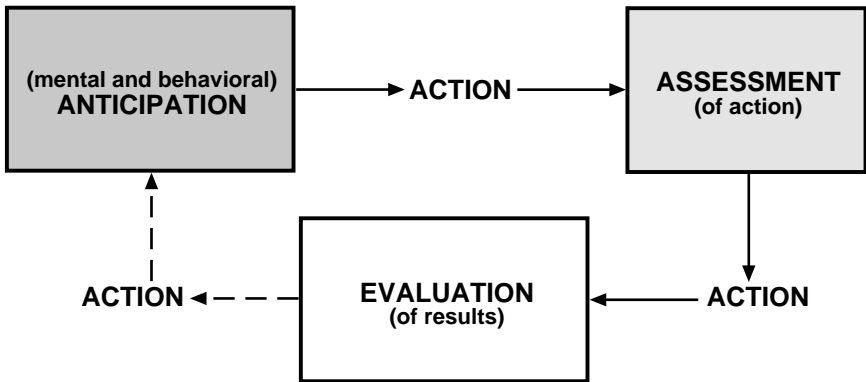 (mental and behavioral)
ANTICIPATION
ACTION
ASSESSMENT
(of action)
ACTION
EVALUATION
(of results)
ACTION